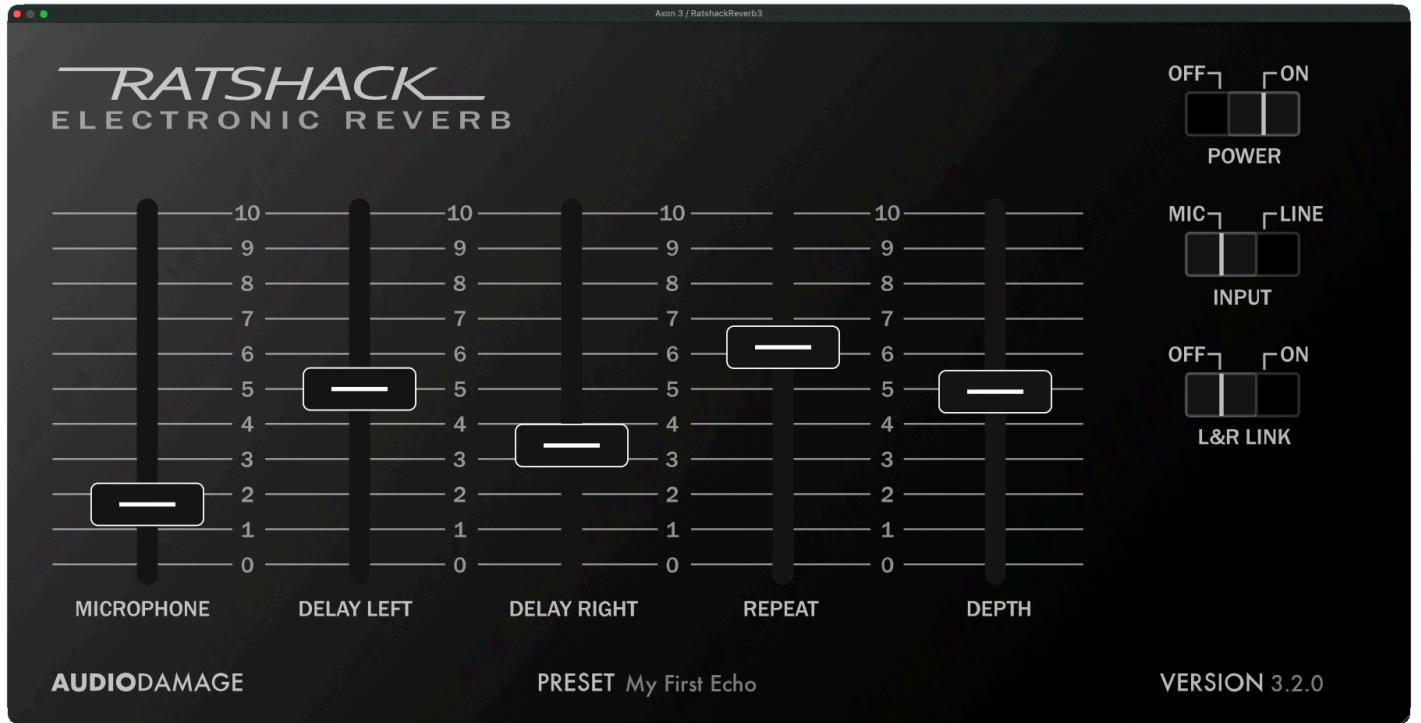 Axon 3 / RatshackReverb3
RATSHACK
ELECTRONIC REVERB
OFF ON
POWER
MIC LINE
INPUT
OFF ON
L&R LINK
10 10 10 10
9 9 9 9
8 8 8 8
7 7 7 7
6 6 6 6
5 5 5 5
4 4 4 4
3 3 3 3
2 2 2 2
1 1 1 1
0 0 0 0
MICROPHONE DELAY LEFT DELAY RIGHT REPEAT DEPTH
AUDIODAMAGE PRESET My First Echo VERSION 3.2.0